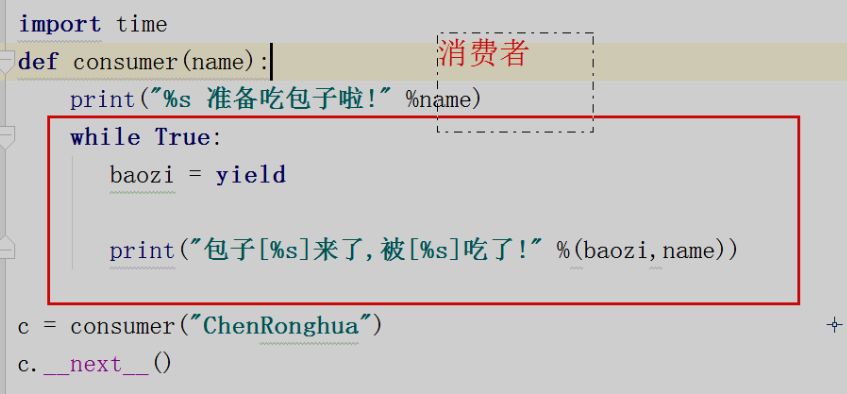 import time
def consumer(name):
消费者
print("%s 准备吃包子啦!" %name)
while True:
baozi = yield
print("包子[%s]来了,被[%s]吃了!" %(baozi,name))
c = consumer("ChenRonghua")
c.__next__()